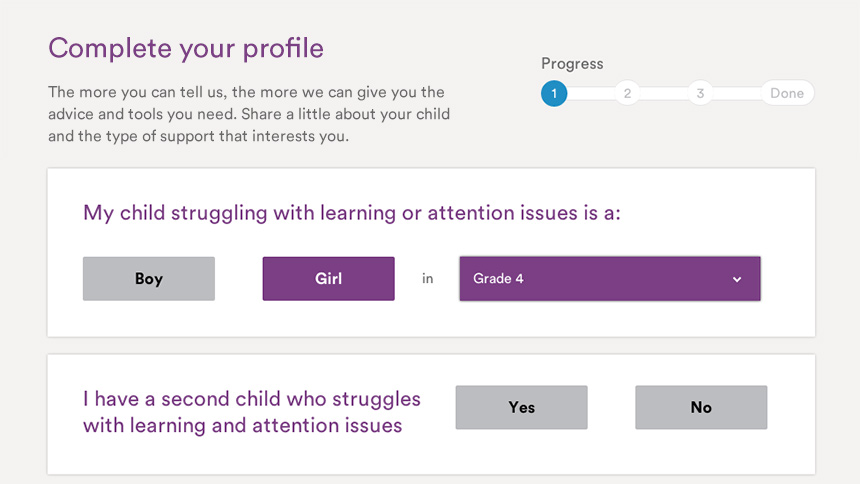 Complete your profile
The more you can tell us, the more we can give you the
advice and tools you need. Share a little about your child
and the type of support that interests you.
Progress
1 2 3 Done
My child struggling with learning or attention issues is a:
Boy Girl in Grade 4
I have a second child who struggles
with learning and attention issues
Yes No